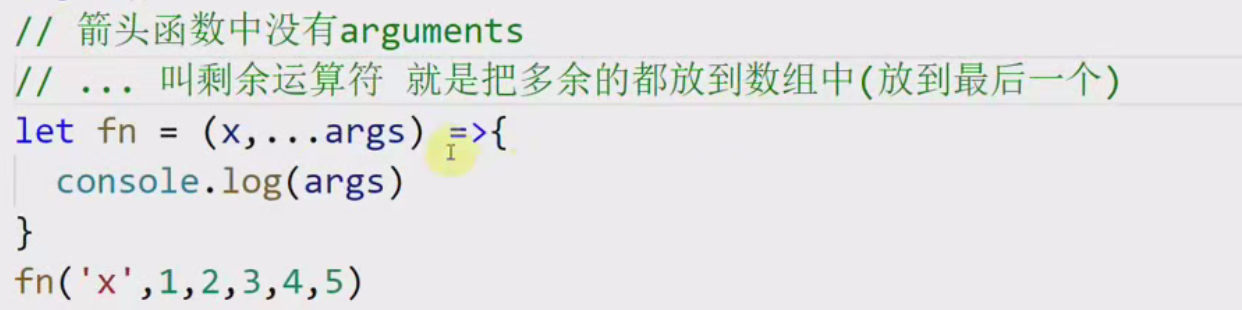 // 箭头函数中没有arguments
// ... 叫剩余运算符 就是把多余的都放到数组中(放到最后一个)
let fn = (x,...args) =>{
  console.log(args)
}
fn('x',1,2,3,4,5)